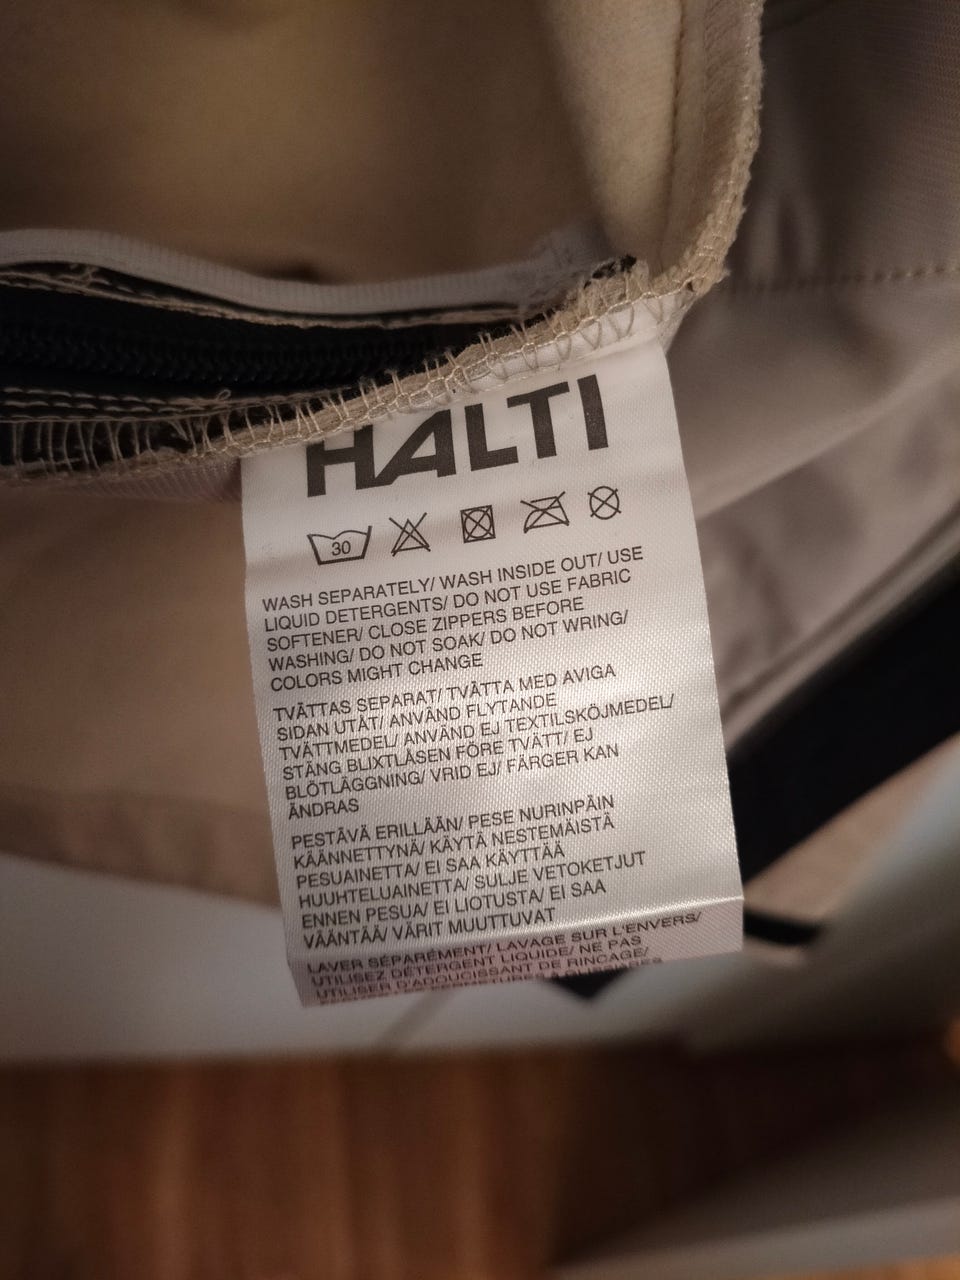 HALTI
30
WASH SEPARATELY/ WASH INSIDE OUT/ USE
LIQUID DETERGENTS/ DO NOT USE FABRIC
SOFTENER/ CLOSE ZIPPERS BEFORE
WASHING/ DO NOT SOAK/ DO NOT WRING/
COLORS MIGHT CHANGE
TVÄTTAS SEPARAT/ TVÄTTA MED AVIGA
SIDAN UTÅT/ ANVÄND FLYTANDE
TVÄTTMEDEL/ ANVÄND EJ TEXTILSKÖJMEDEL/
STÄNG BLIXTLÅSEN FÖRE TVÄTT/ EJ
BLÖTLÄGGNING/ VRID EJ/ FÄRGER KAN
ÄNDRAS
PESTÄVÄ ERILLÄÄN/ PESE NURINPÄIN
KÄÄNNETTYNÄ/ KÄYTÄ NESTEMÄISTÄ
PESUAINETTA/ EI SAA KÄYTTÄÄ
HUUHTELUAINETTA/ SULJE VETOKETJUT
ENNEN PESUA/ EI LIOTUSTA/ EI SAA
VÄÄNTÄÄ/ VÄRIT MUUTTUVAT
LAVER SÉPARÉMENT/ LAVAGE SUR L'ENVERS/
UTILISEZ DÉTERGENT LIQUIDE/ NE PAS
UTILISER D'ADOUCISSANT DE RINÇAGE/